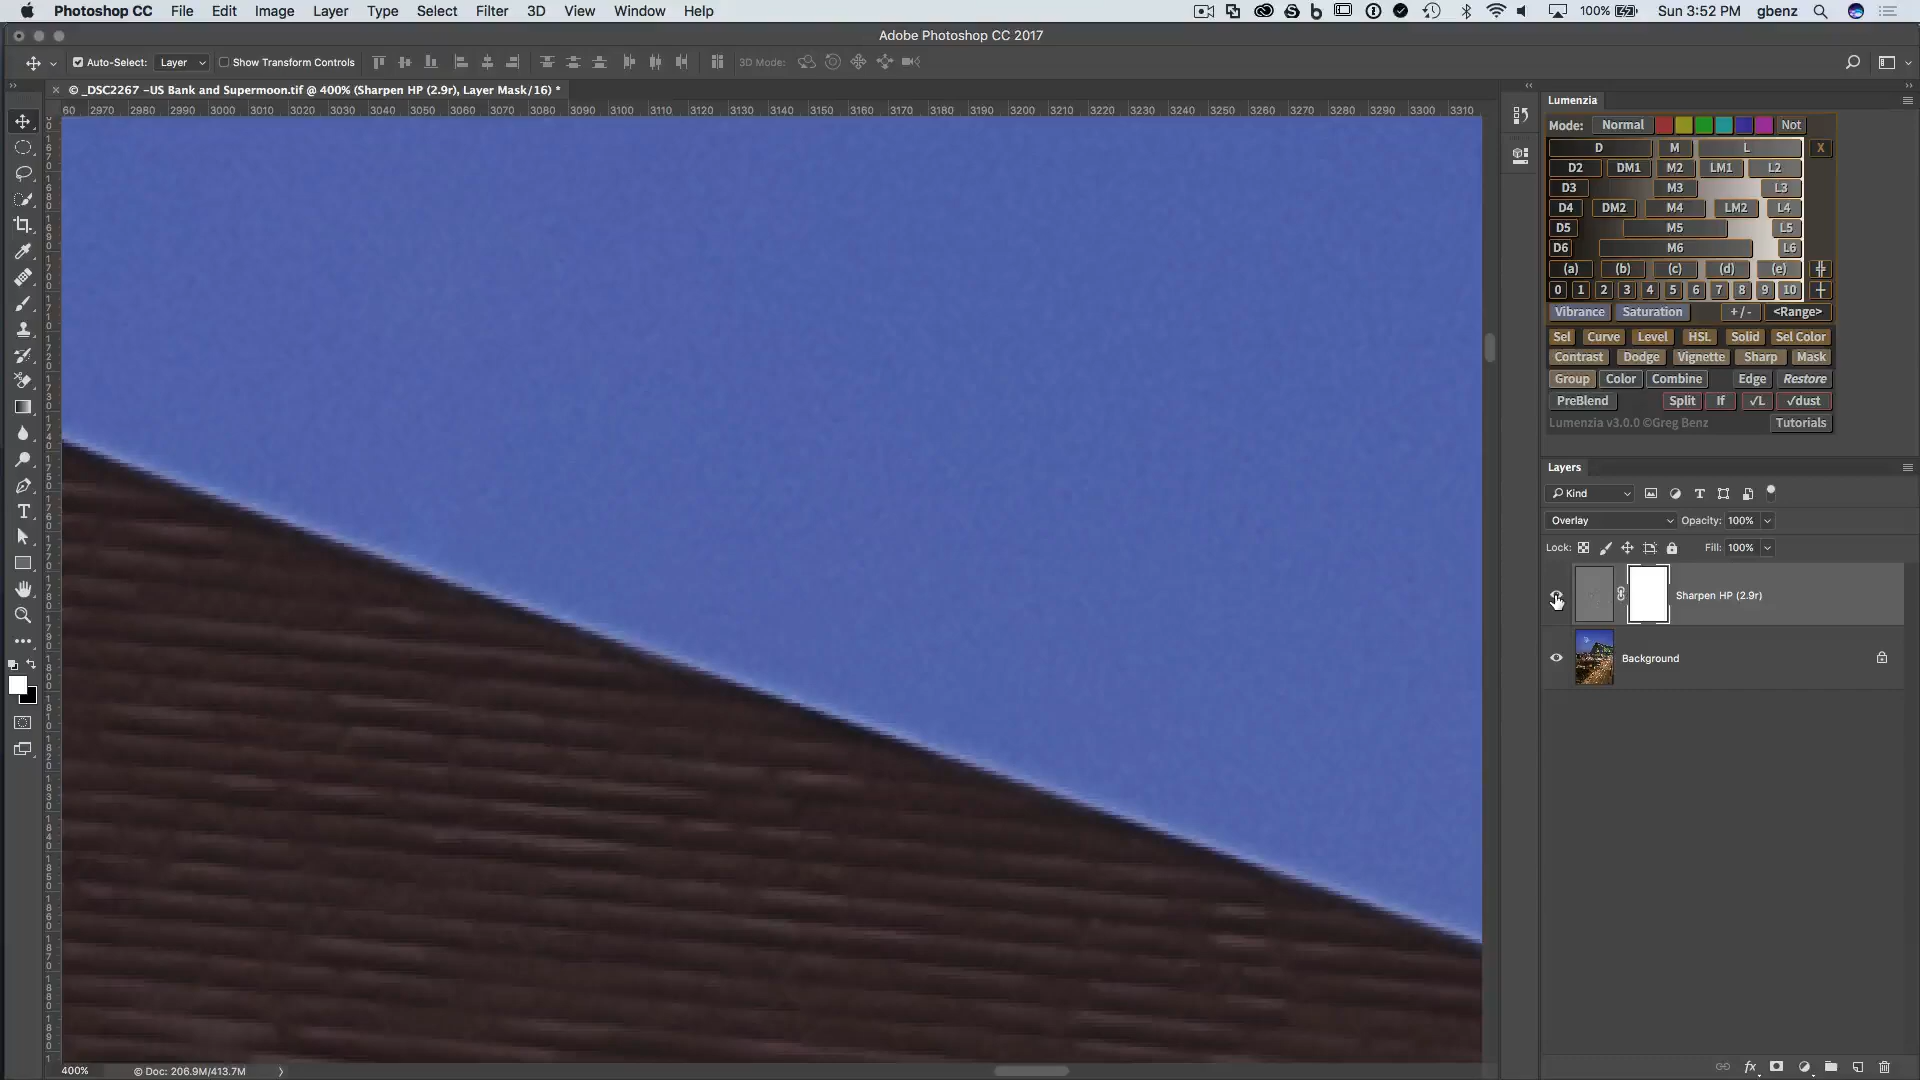 Photoshop CC File Edit Image Layer Type Select Filter 3D View Window Help 100% Sun 3:52 PM gbenz
Adobe Photoshop CC 2017
Auto-Select: Layer Show Transform Controls 3D Mode:
© _DSC2267 -US Bank and Supermoon.tif @ 400% (Sharpen HP (2.9r), Layer Mask/16) *
60 2970 2980 2990 3000 3010 3020 3030 3040 3050 3060 3070 3080 3090 3100 3110 3120 3130 3140 3150 3160 3170 3180 3190 3200 3210 3220 3230 3240 3250 3260 3270 3280 3290 3300 3310
Lumenzia
Mode: Normal Not
D M L X
D2 DM1 M2 LM1 L2
D3 M3 L3
D4 DM2 M4 LM2 L4
D5 M5 L5
D6 M6 L6
(a) (b) (c) (d) (e)
0 1 2 3 4 5 6 7 8 9 10
Vibrance Saturation +/- <Range>
Sel Curve Level HSL Solid Sel Color
Contrast Dodge Vignette Sharp Mask
Group Color Combine Edge Restore
PreBlend Split If √L √dust
Lumenzia v3.0.0 ©Greg Benz Tutorials
Layers
Kind
Overlay Opacity: 100%
Lock: Fill: 100%
Sharpen HP (2.9r)
Background
400% © Doc: 206.9M/413.7M